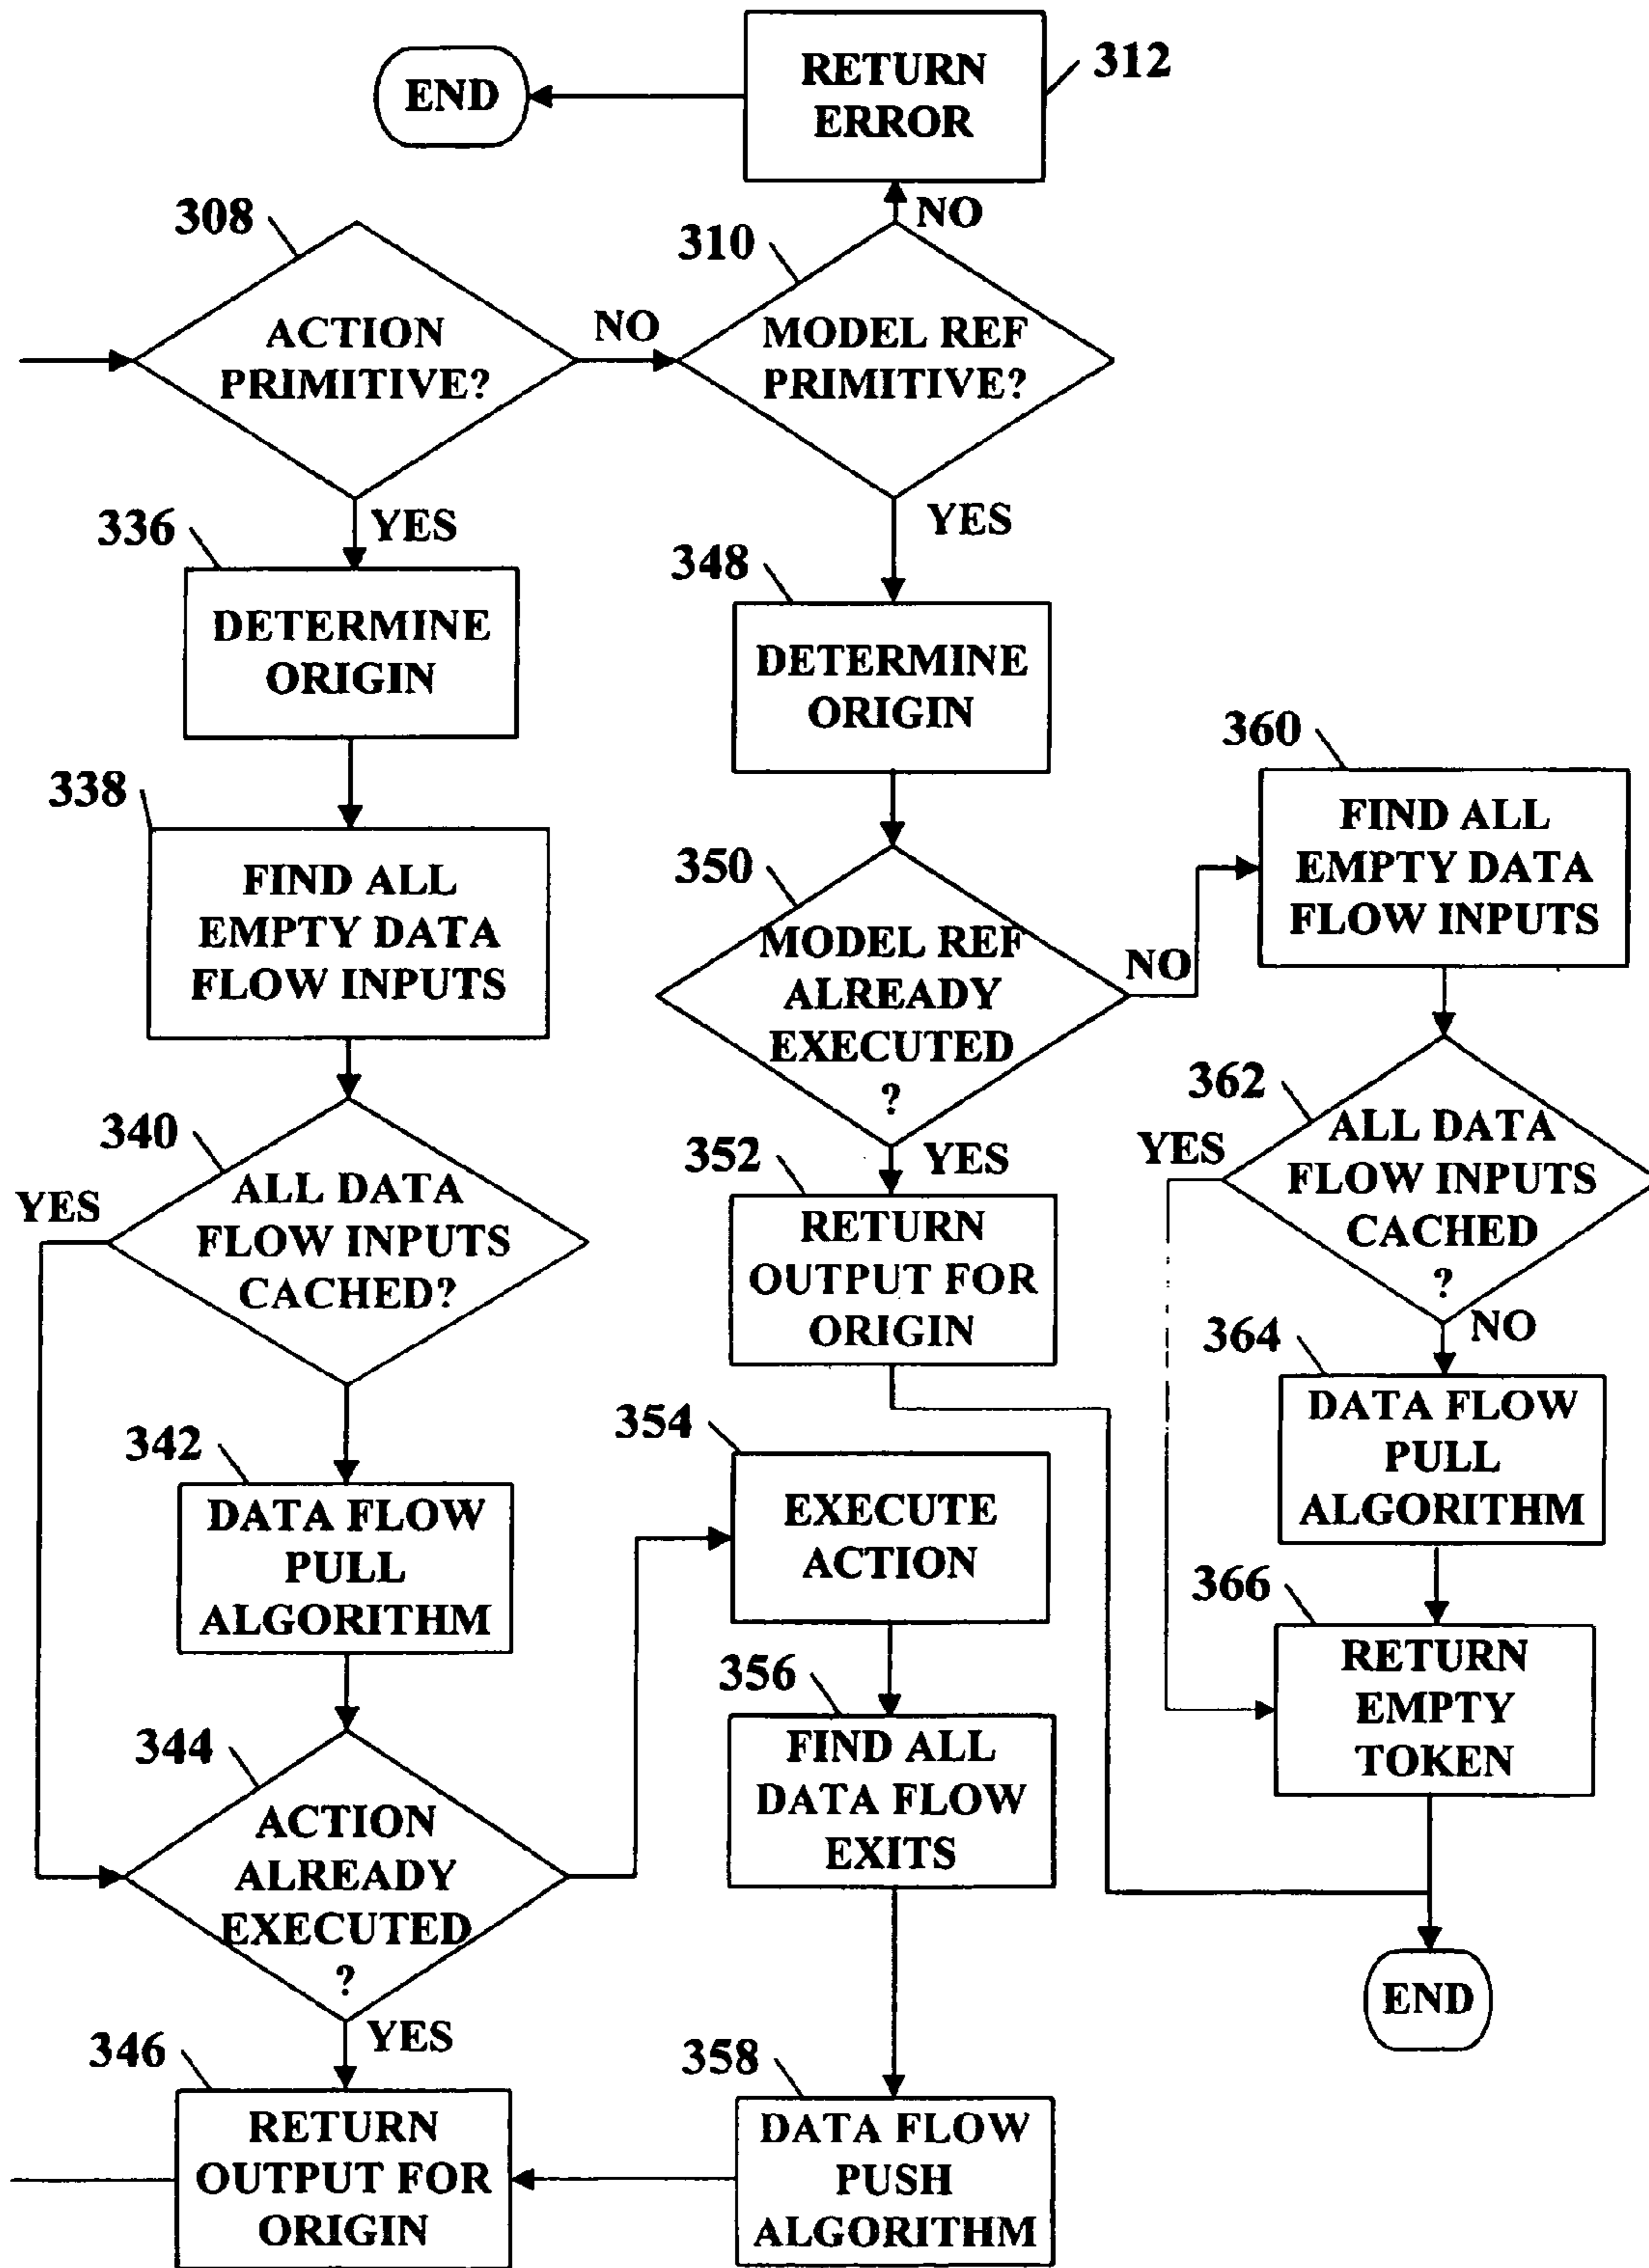 RETURN
ERROR
312
END
308
ACTION
PRIMITIVE?
NO
310
NO
MODEL REF
PRIMITIVE?
YES
336
DETERMINE
ORIGIN
YES
348
DETERMINE
ORIGIN
338
FIND ALL
EMPTY DATA
FLOW INPUTS
350
MODEL REF
ALREADY
EXECUTED
?
NO
360
FIND ALL
EMPTY DATA
FLOW INPUTS
340
YES
ALL DATA
FLOW INPUTS
CACHED?
352
YES
RETURN
OUTPUT FOR
ORIGIN
362
YES
ALL DATA
FLOW INPUTS
CACHED
?
NO
364
DATA FLOW
PULL
ALGORITHM
342
DATA FLOW
PULL
ALGORITHM
354
EXECUTE
ACTION
366
RETURN
EMPTY
TOKEN
344
ACTION
ALREADY
EXECUTED
?
YES
356
FIND ALL
DATA FLOW
EXITS
END
346
RETURN
OUTPUT FOR
ORIGIN
358
DATA FLOW
PUSH
ALGORITHM